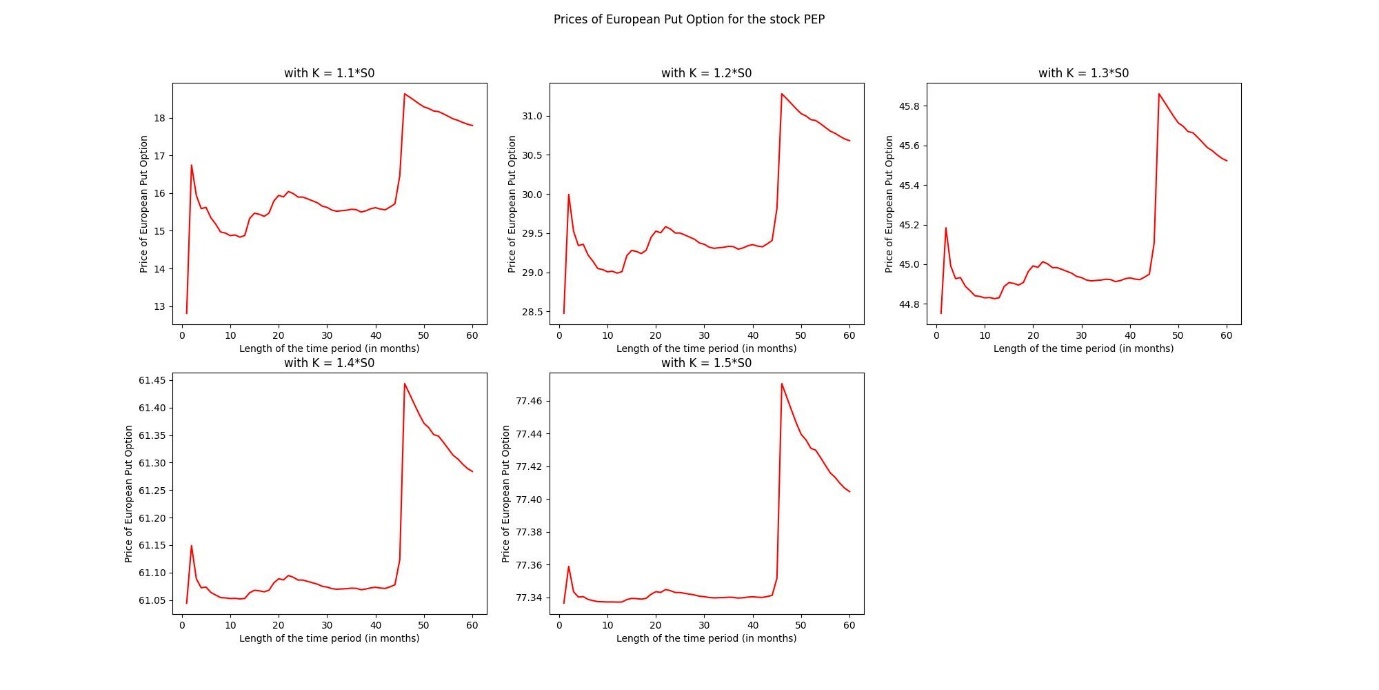 Prices of European Put Option for the stock PEP
with K = 1.1*S0
Price of European Put Option
18
17
16
15
14
13
0 10 20 30 40 50 60
Length of the time period (in months)
with K = 1.2*S0
Price of European Put Option
31.0
30.5
30.0
29.5
29.0
28.5
0 10 20 30 40 50 60
Length of the time period (in months)
with K = 1.3*S0
Price of European Put Option
45.8
45.6
45.4
45.2
45.0
44.8
0 10 20 30 40 50 60
Length of the time period (in months)
with K = 1.4*S0
Price of European Put Option
61.45
61.40
61.35
61.30
61.25
61.20
61.15
61.10
61.05
0 10 20 30 40 50 60
Length of the time period (in months)
with K = 1.5*S0
Price of European Put Option
77.46
77.44
77.42
77.40
77.38
77.36
77.34
0 10 20 30 40 50 60
Length of the time period (in months)